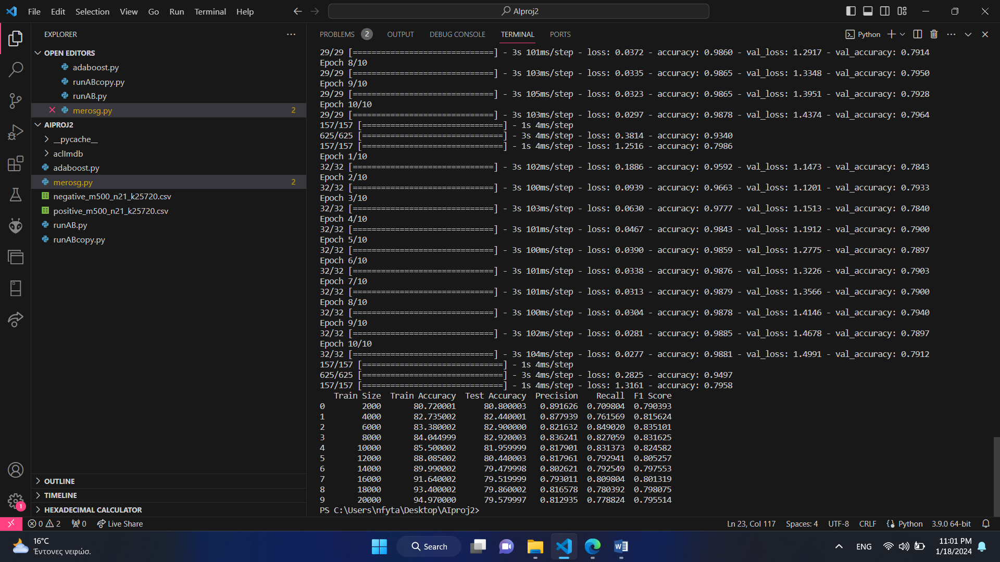 File Edit Selection View Go Run Terminal Help
AIproj2
EXPLORER
OPEN EDITORS
adaboost.py
runABcopy.py
runAB.py
merosg.py 2
AIPROJ2
__pycache__
aclImdb
adaboost.py
merosg.py 2
negative_m500_n21_k25720.csv
positive_m500_n21_k25720.csv
runAB.py
runABcopy.py
OUTLINE
TIMELINE
HEXADECIMAL CALCULATOR
1
PROBLEMS 2 OUTPUT DEBUG CONSOLE TERMINAL PORTS
Python
29/29 [==============================] - 3s 101ms/step - loss: 0.0372 - accuracy: 0.9860 - val_loss: 1.2917 - val_accuracy: 0.7914
Epoch 8/10
29/29 [==============================] - 3s 103ms/step - loss: 0.0335 - accuracy: 0.9865 - val_loss: 1.3348 - val_accuracy: 0.7950
Epoch 9/10
29/29 [==============================] - 3s 105ms/step - loss: 0.0323 - accuracy: 0.9865 - val_loss: 1.3951 - val_accuracy: 0.7928
Epoch 10/10
29/29 [==============================] - 3s 103ms/step - loss: 0.0297 - accuracy: 0.9878 - val_loss: 1.4374 - val_accuracy: 0.7964
157/157 [==============================] - 1s 4ms/step
625/625 [==============================] - 3s 4ms/step - loss: 0.3814 - accuracy: 0.9340
157/157 [==============================] - 1s 4ms/step - loss: 1.2516 - accuracy: 0.7986
Epoch 1/10
32/32 [==============================] - 3s 102ms/step - loss: 0.1886 - accuracy: 0.9592 - val_loss: 1.1473 - val_accuracy: 0.7843
Epoch 2/10
32/32 [==============================] - 3s 100ms/step - loss: 0.0939 - accuracy: 0.9663 - val_loss: 1.1201 - val_accuracy: 0.7933
Epoch 3/10
32/32 [==============================] - 3s 103ms/step - loss: 0.0630 - accuracy: 0.9777 - val_loss: 1.1513 - val_accuracy: 0.7840
Epoch 4/10
32/32 [==============================] - 3s 101ms/step - loss: 0.0467 - accuracy: 0.9843 - val_loss: 1.1912 - val_accuracy: 0.7900
Epoch 5/10
32/32 [==============================] - 3s 100ms/step - loss: 0.0390 - accuracy: 0.9859 - val_loss: 1.2775 - val_accuracy: 0.7897
Epoch 6/10
32/32 [==============================] - 3s 101ms/step - loss: 0.0338 - accuracy: 0.9876 - val_loss: 1.3226 - val_accuracy: 0.7903
Epoch 7/10
32/32 [==============================] - 3s 101ms/step - loss: 0.0313 - accuracy: 0.9879 - val_loss: 1.3566 - val_accuracy: 0.7900
Epoch 8/10
32/32 [==============================] - 3s 100ms/step - loss: 0.0304 - accuracy: 0.9878 - val_loss: 1.4146 - val_accuracy: 0.7940
Epoch 9/10
32/32 [==============================] - 3s 102ms/step - loss: 0.0281 - accuracy: 0.9885 - val_loss: 1.4678 - val_accuracy: 0.7897
Epoch 10/10
32/32 [==============================] - 3s 104ms/step - loss: 0.0277 - accuracy: 0.9881 - val_loss: 1.4991 - val_accuracy: 0.7912
157/157 [==============================] - 1s 4ms/step
625/625 [==============================] - 3s 4ms/step - loss: 0.2825 - accuracy: 0.9497
157/157 [==============================] - 1s 4ms/step - loss: 1.3161 - accuracy: 0.7958
Train Size Train Accuracy Test Accuracy Precision Recall F1 Score
0 2000 80.720001 80.800003 0.891626 0.709804 0.790393
1 4000 82.735002 82.440001 0.877939 0.761569 0.815624
2 6000 83.380002 82.900000 0.821632 0.849020 0.835101
3 8000 84.044999 82.920003 0.836241 0.827059 0.831625
4 10000 85.500002 81.959999 0.817901 0.831373 0.824582
5 12000 88.085002 80.440003 0.817961 0.792941 0.805257
6 14000 89.990002 79.479998 0.802621 0.792549 0.797553
7 16000 91.640002 79.519999 0.793011 0.809804 0.801319
8 18000 93.400002 79.860002 0.816578 0.780392 0.798075
9 20000 94.970000 79.579997 0.812935 0.778824 0.795514
PS C:\Users\nfyta\Desktop\AIproj2>
0 2 0 Live Share
Ln 23, Col 117 Spaces: 4 UTF-8 CRLF Python 3.9.0 64-bit
16°C
Έντονες νεφώσ.
Search
ENG
11:01 PM
1/18/2024